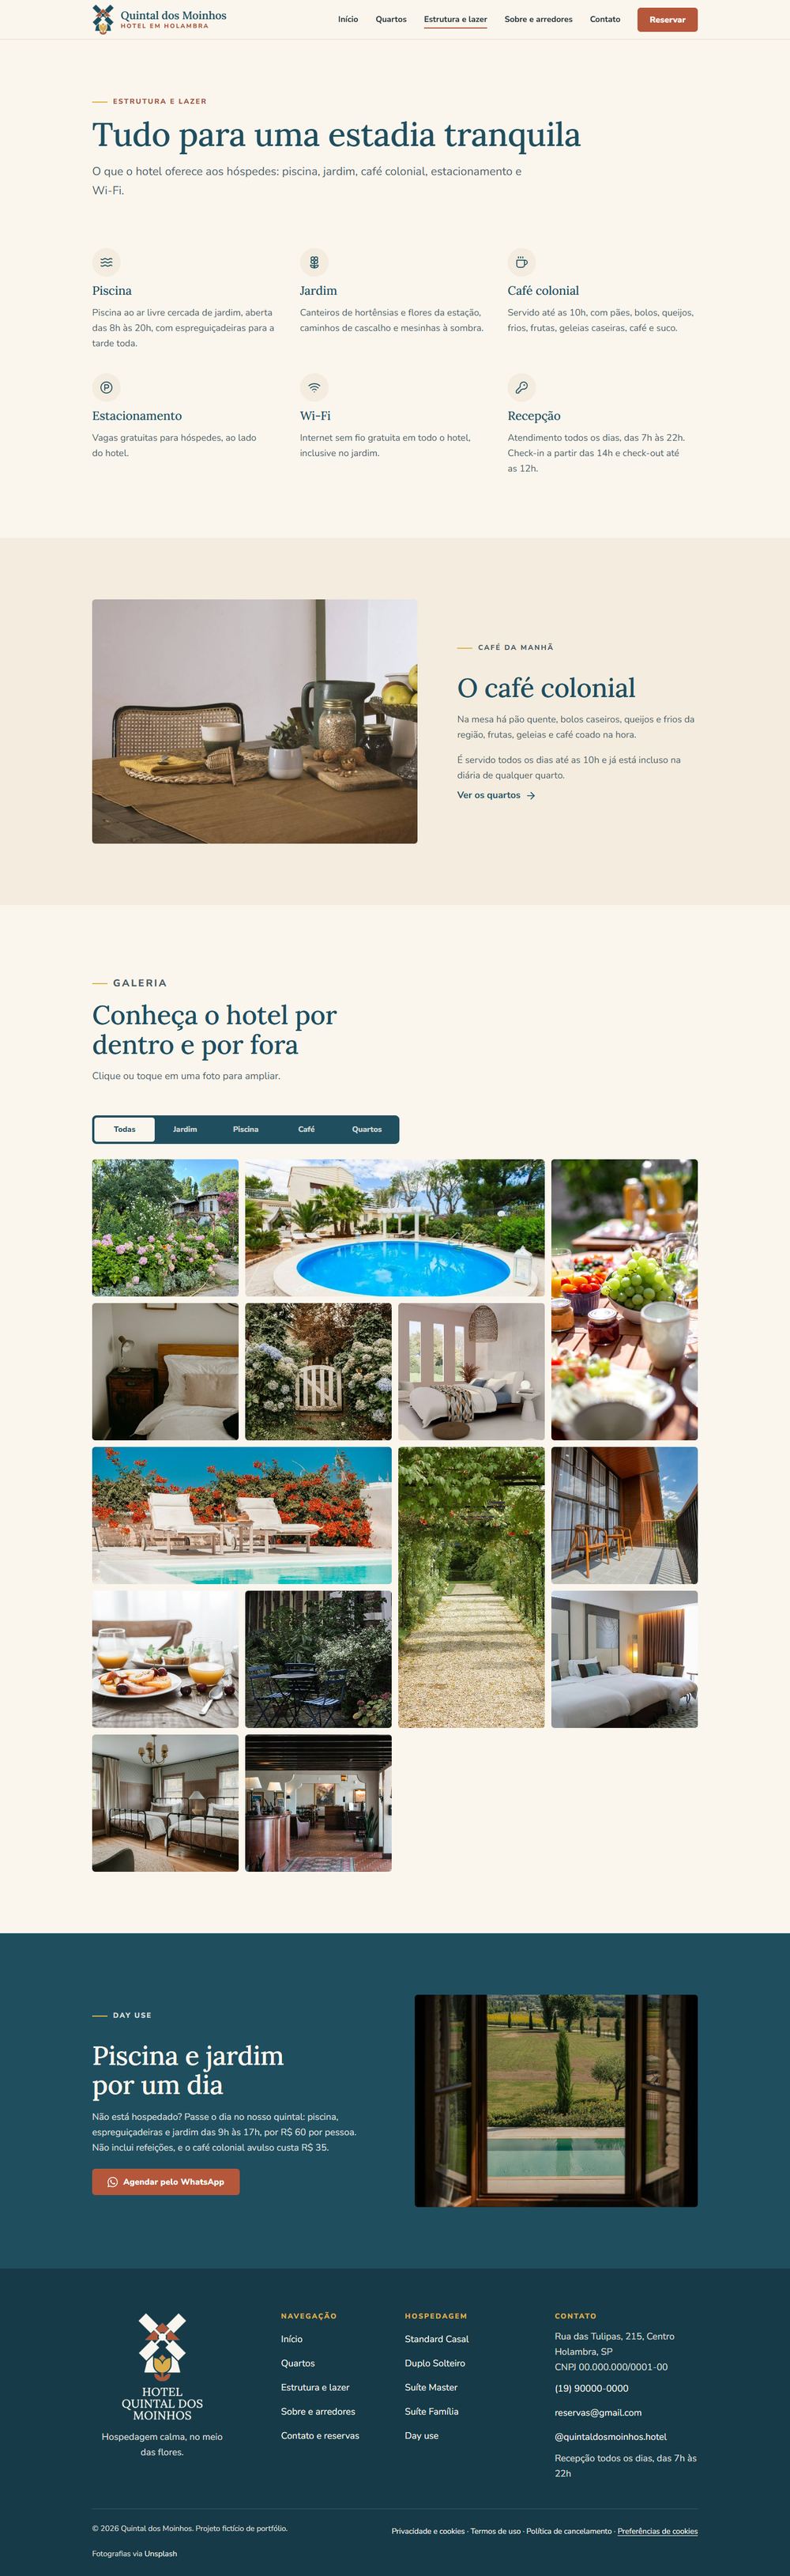 Quintal dos Moinhos
HOTEL EM HOLAMBRA
Início
Quartos
Estrutura e lazer
Sobre e arredores
Contato
Reservar
ESTRUTURA E LAZER
Tudo para uma estadia tranquila
O que o hotel oferece aos hóspedes: piscina, jardim, café colonial, estacionamento e
Wi-Fi.
Piscina
Piscina ao ar livre cercada de jardim, aberta
das 8h às 20h, com espreguiçadeiras para a
tarde toda.
Jardim
Canteiros de hortênsias e flores da estação,
caminhos de cascalho e mesinhas à sombra.
Café colonial
Servido até as 10h, com pães, bolos, queijos,
frios, frutas, geleias caseiras, café e suco.
Estacionamento
Vagas gratuitas para hóspedes, ao lado
do hotel.
Wi-Fi
Internet sem fio gratuita em todo o hotel,
inclusive no jardim.
Recepção
Atendimento todos os dias, das 7h às 22h.
Check-in a partir das 14h e check-out até
as 12h.
CAFÉ DA MANHÃ
O café colonial
Na mesa há pão quente, bolos caseiros, queijos e frios da
região, frutas, geleias e café coado na hora.
É servido todos os dias até as 10h e já está incluso na
diária de qualquer quarto.
Ver os quartos
GALERIA
Conheça o hotel por
dentro e por fora
Clique ou toque em uma foto para ampliar.
Todas
Jardim
Piscina
Café
Quartos
DAY USE
Piscina e jardim
por um dia
Não está hospedado? Passe o dia no nosso quintal: piscina,
espreguiçadeiras e jardim das 9h às 17h, por R$ 60 por pessoa.
Não inclui refeições, e o café colonial avulso custa R$ 35.
Agendar pelo WhatsApp
HOTEL
QUINTAL DOS
MOINHOS
Hospedagem calma, no meio
das flores.
NAVEGAÇÃO
Início
Quartos
Estrutura e lazer
Sobre e arredores
Contato e reservas
HOSPEDAGEM
Standard Casal
Duplo Solteiro
Suíte Master
Suíte Família
Day use
CONTATO
Rua das Tulipas, 215, Centro
Holambra, SP
CNPJ 00.000.000/0001-00
(19) 90000-0000
reservas@gmail.com
@quintaldosmoinhos.hotel
Recepção todos os dias, das 7h às
22h
© 2026 Quintal dos Moinhos. Projeto fictício de portfólio.
Privacidade e cookies · Termos de uso · Política de cancelamento · Preferências de cookies
Fotografias via Unsplash